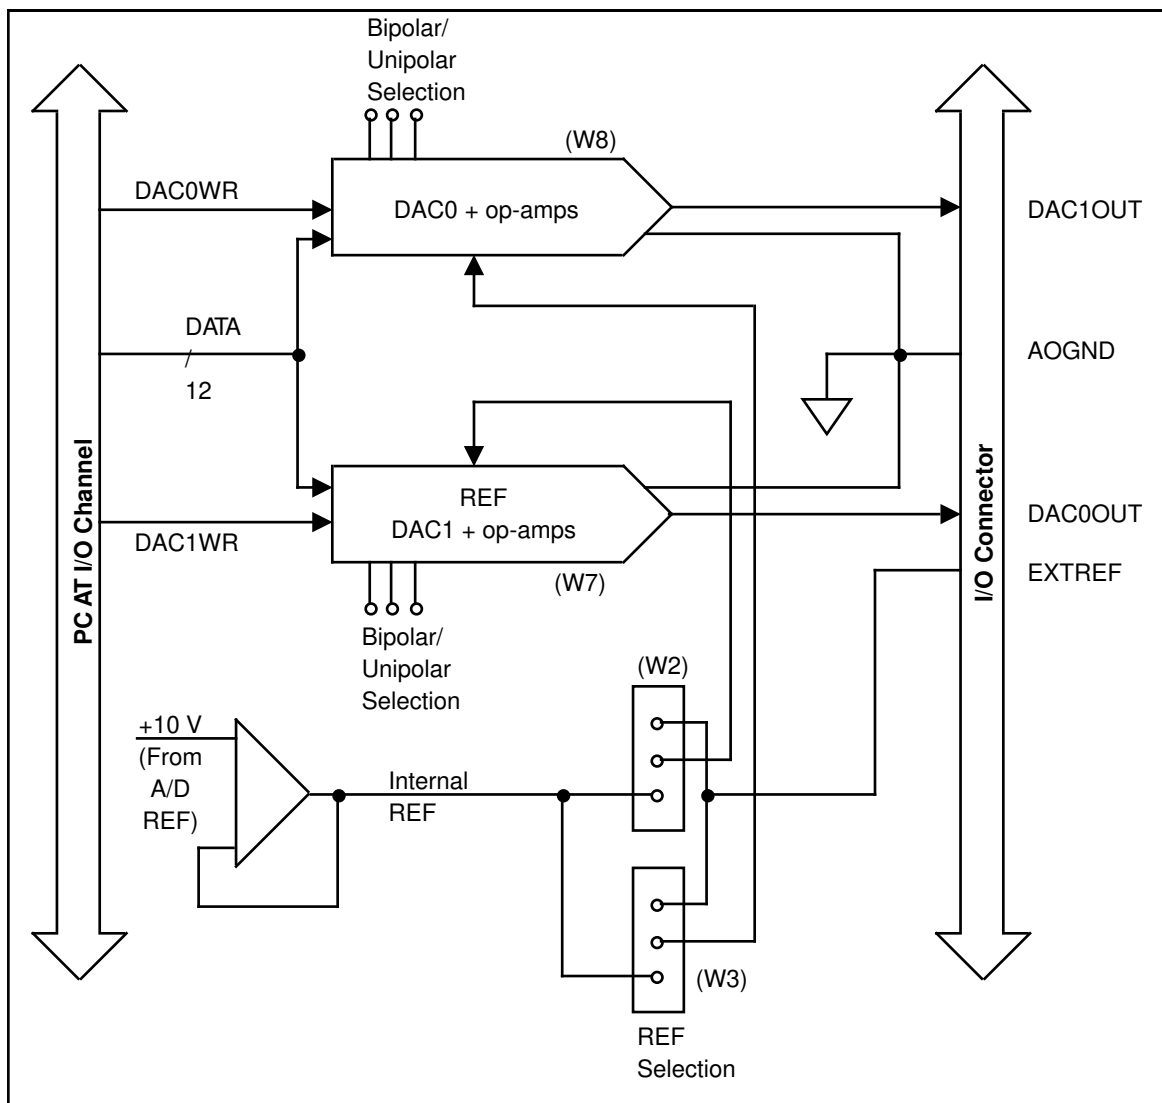 Bipolar/
Unipolar
Selection
(W8)
DAC0WR
DAC0 + op-amps
DAC1OUT
DATA
12
AOGND
PC AT I/O Channel
I/O Connector
REF
DAC1 + op-amps
DAC0OUT
DAC1WR
(W7)
EXTREF
Bipolar/
Unipolar
Selection
(W2)
+10 V
(From
A/D
REF)
Internal
REF
(W3)
REF
Selection